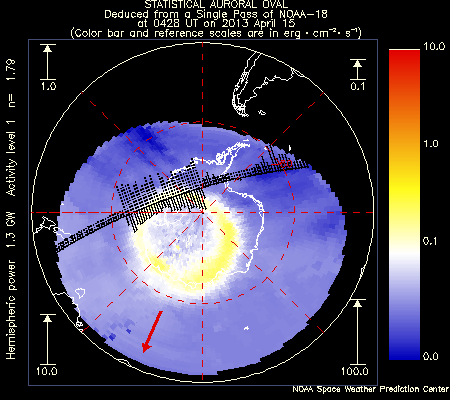 STATISTICAL AURORAL OVAL
Deduced from a Single Pass of NOAA-18
at 0428 UT on 2013 April 15
(Color bar and reference scales are in erg·cm⁻²·s⁻¹)
Hemispheric power 1.3 GW Activity level 1 n= 1.79
1.0
0.1
10.0
100.0
10.0
1.0
0.1
0.0
NOAA Space Weather Prediction Center